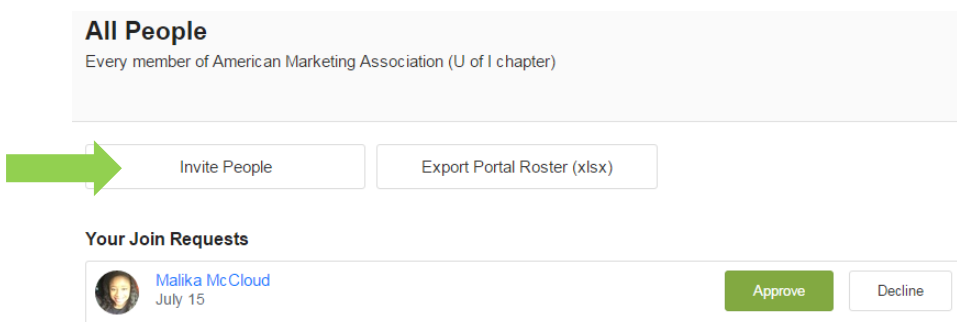 All People
Every member of American Marketing Association (U of I chapter)
Invite People
Export Portal Roster (xlsx)
Your Join Requests
Malika McCloud
July 15
Approve
Decline